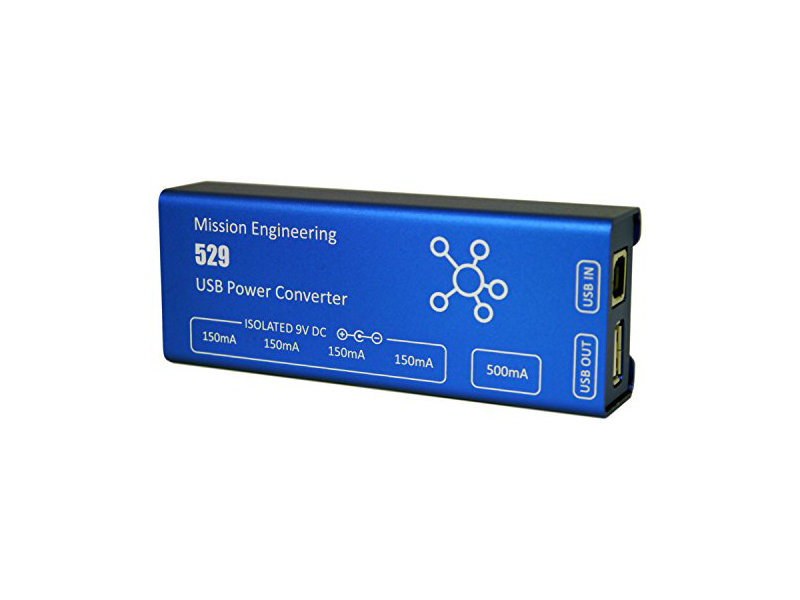 Mission Engineering
529
USB Power Converter
ISOLATED 9V DC
150mA
150mA
150mA
150mA
500mA
USB IN
USB OUT